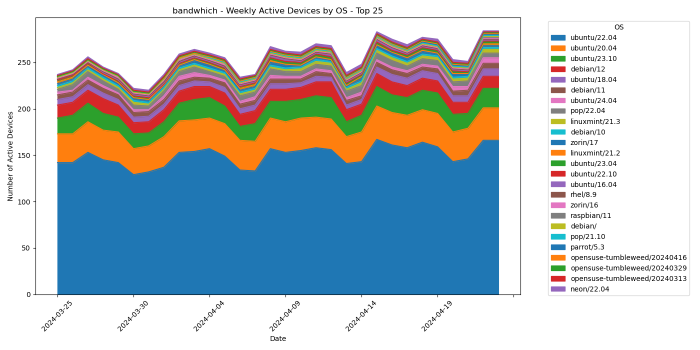 bandwhich - Weekly Active Devices by OS - Top 25
Number of Active Devices
250
200
150
100
50
0
2024-03-25
2024-03-30
2024-04-04
2024-04-09
2024-04-14
2024-04-19
Date
OS
ubuntu/22.04
ubuntu/20.04
ubuntu/23.10
debian/12
ubuntu/18.04
debian/11
ubuntu/24.04
pop/22.04
linuxmint/21.3
debian/10
zorin/17
linuxmint/21.2
ubuntu/23.04
ubuntu/22.10
ubuntu/16.04
rhel/8.9
zorin/16
raspbian/11
debian/
pop/21.10
parrot/5.3
opensuse-tumbleweed/20240416
opensuse-tumbleweed/20240329
opensuse-tumbleweed/20240313
neon/22.04